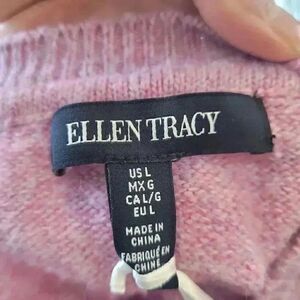 ELLEN TRACY
US L
MX G
CA L/G
EU L
MADE IN
CHINA
FABRIQUÉ EN
CHINE